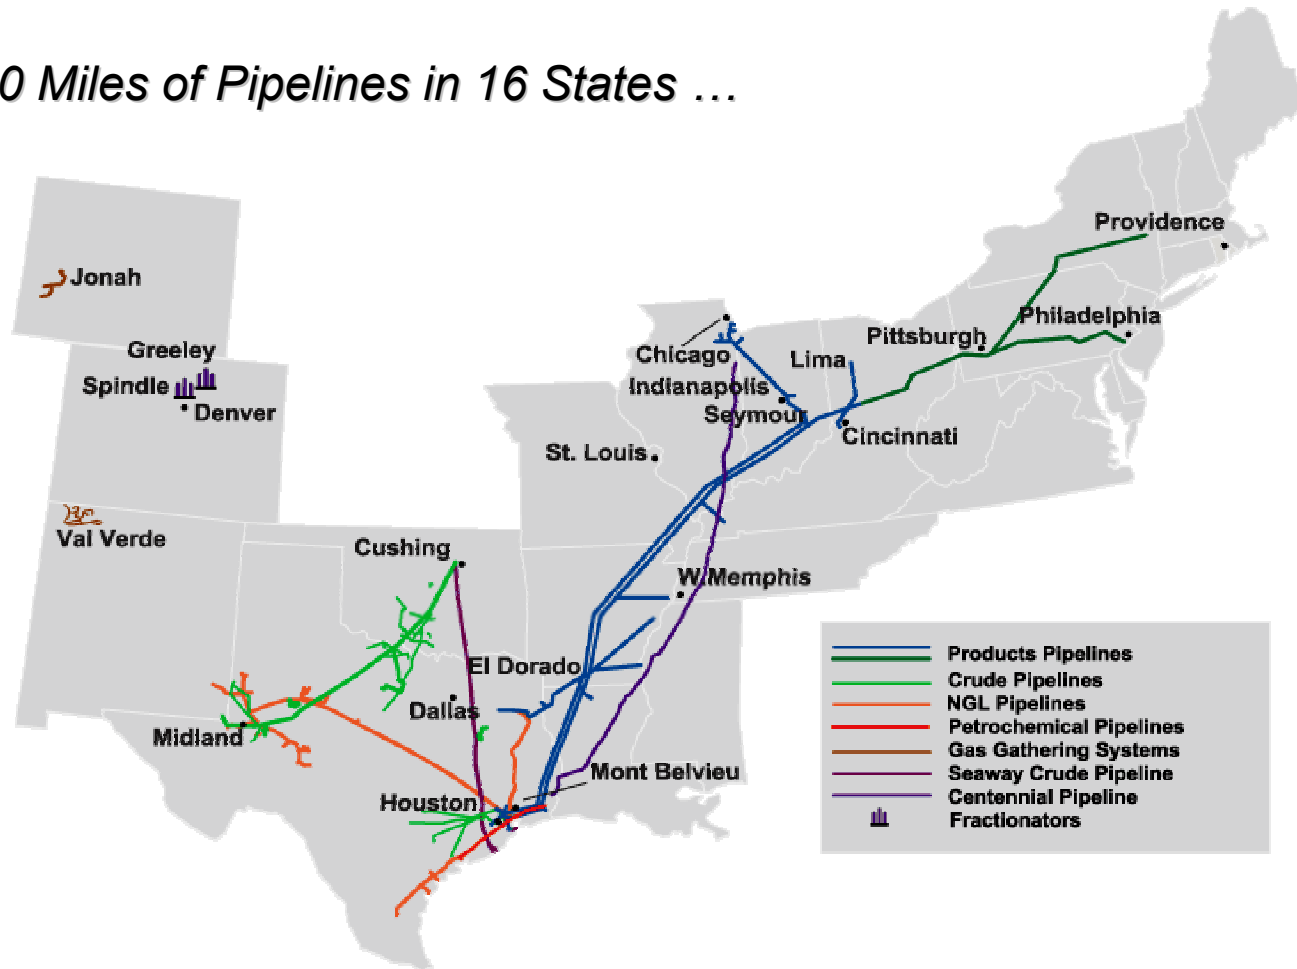 0 Miles of Pipelines in 16 States …
Providence
Jonah
Philadelphia
Pittsburgh
Greeley
Chicago
Lima
Spindle
Indianapolis
Denver
Seymour
Cincinnati
St. Louis
Val Verde
Cushing
W.Memphis
Products Pipelines
El Dorado
Crude Pipelines
NGL Pipelines
Dallas
Petrochemical Pipelines
Midland
Gas Gathering Systems
Mont Belvieu
Seaway Crude Pipeline
Centennial Pipeline
Houston
Fractionators